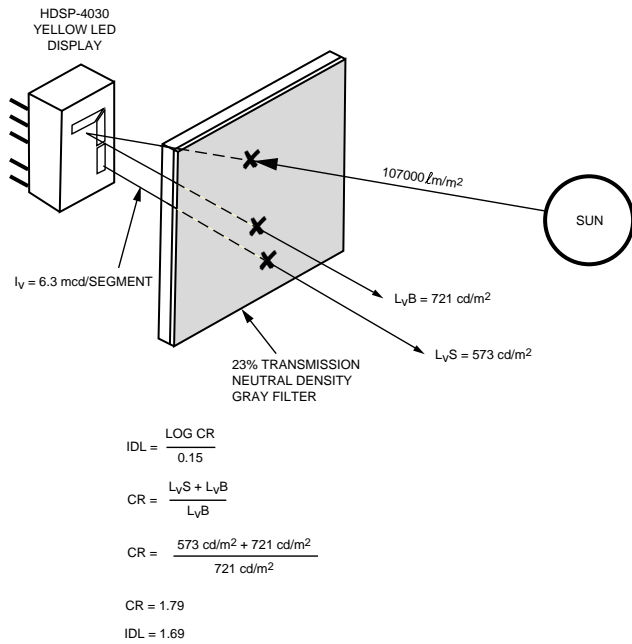 HDSP-4030
YELLOW LED
DISPLAY
107000 ℓm/m²
SUN
Iᵥ = 6.3 mcd/SEGMENT
LᵥB = 721 cd/m²
LᵥS = 573 cd/m²
23% TRANSMISSION
NEUTRAL DENSITY
GRAY FILTER
IDL = LOG CR / 0.15
CR = LᵥS + LᵥB / LᵥB
CR = 573 cd/m² + 721 cd/m² / 721 cd/m²
CR = 1.79
IDL = 1.69